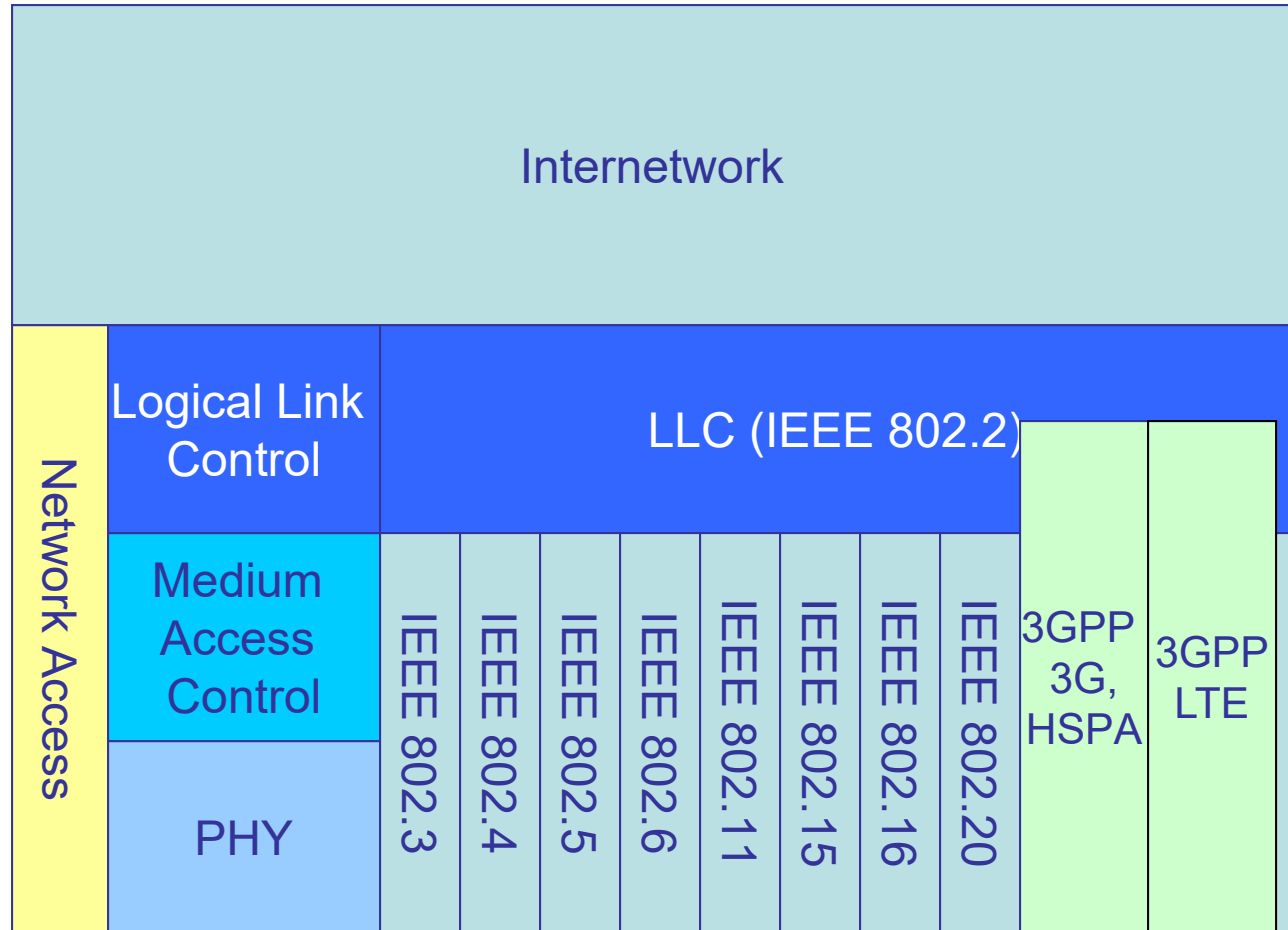 Internetwork
Network Access
Logical Link
Control
LLC (IEEE 802.2)
Medium
Access
Control
PHY
IEEE 802.3
IEEE 802.4
IEEE 802.5
IEEE 802.6
IEEE 802.11
IEEE 802.15
IEEE 802.16
IEEE 802.20
3GPP
3G,
HSPA
3GPP
LTE